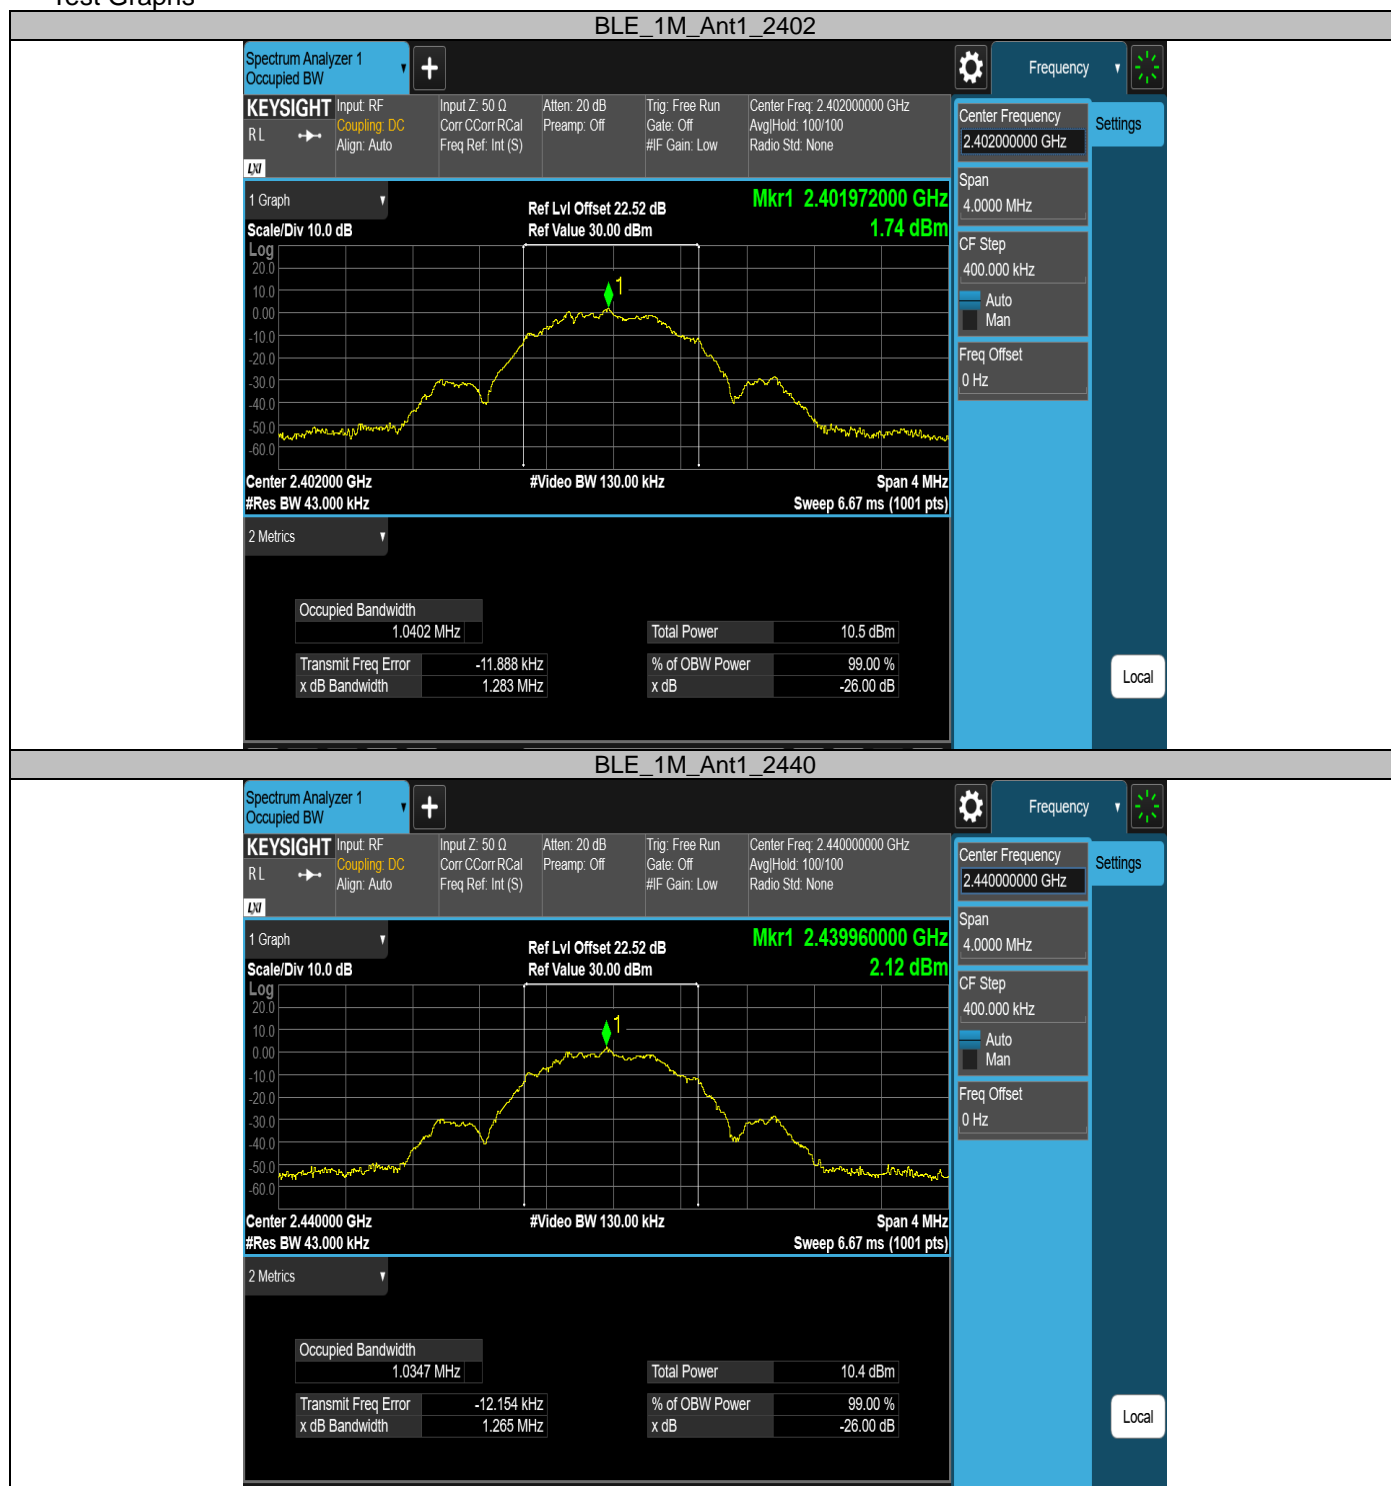 Test Graphs
BLE_1M_Ant1_2402
Spectrum Analyzer 1
Occupied BW
Frequency
KEYSIGHT
RL
LXI
Input: RF
Coupling: DC
Align: Auto
Input Z: 50 Ω
Corr CCorr RCal
Freq Ref: Int (S)
Atten: 20 dB
Preamp: Off
Trig: Free Run
Gate: Off
#IF Gain: Low
Center Freq: 2.402000000 GHz
Avg|Hold: 100/100
Radio Std: None
Center Frequency
2.402000000 GHz
Settings
Span
4.0000 MHz
CF Step
400.000 kHz
Auto
Man
Freq Offset
0 Hz
Local
1 Graph
Scale/Div 10.0 dB
Ref Lvl Offset 22.52 dB
Ref Value 30.00 dBm
Mkr1 2.401972000 GHz
1.74 dBm
Log
20.0
10.0
0.00
-10.0
-20.0
-30.0
-40.0
-50.0
-60.0
1
Center 2.402000 GHz
#Video BW 130.00 kHz
Span 4 MHz
#Res BW 43.000 kHz
Sweep 6.67 ms (1001 pts)
2 Metrics
Occupied Bandwidth
1.0402 MHz
Total Power 10.5 dBm
Transmit Freq Error -11.888 kHz
% of OBW Power 99.00 %
x dB Bandwidth 1.283 MHz
x dB -26.00 dB
BLE_1M_Ant1_2440
Spectrum Analyzer 1
Occupied BW
Frequency
KEYSIGHT
RL
LXI
Input: RF
Coupling: DC
Align: Auto
Input Z: 50 Ω
Corr CCorr RCal
Freq Ref: Int (S)
Atten: 20 dB
Preamp: Off
Trig: Free Run
Gate: Off
#IF Gain: Low
Center Freq: 2.440000000 GHz
Avg|Hold: 100/100
Radio Std: None
Center Frequency
2.440000000 GHz
Settings
Span
4.0000 MHz
CF Step
400.000 kHz
Auto
Man
Freq Offset
0 Hz
Local
1 Graph
Scale/Div 10.0 dB
Ref Lvl Offset 22.52 dB
Ref Value 30.00 dBm
Mkr1 2.439960000 GHz
2.12 dBm
Log
20.0
10.0
0.00
-10.0
-20.0
-30.0
-40.0
-50.0
-60.0
1
Center 2.440000 GHz
#Video BW 130.00 kHz
Span 4 MHz
#Res BW 43.000 kHz
Sweep 6.67 ms (1001 pts)
2 Metrics
Occupied Bandwidth
1.0347 MHz
Total Power 10.4 dBm
Transmit Freq Error -12.154 kHz
% of OBW Power 99.00 %
x dB Bandwidth 1.265 MHz
x dB -26.00 dB